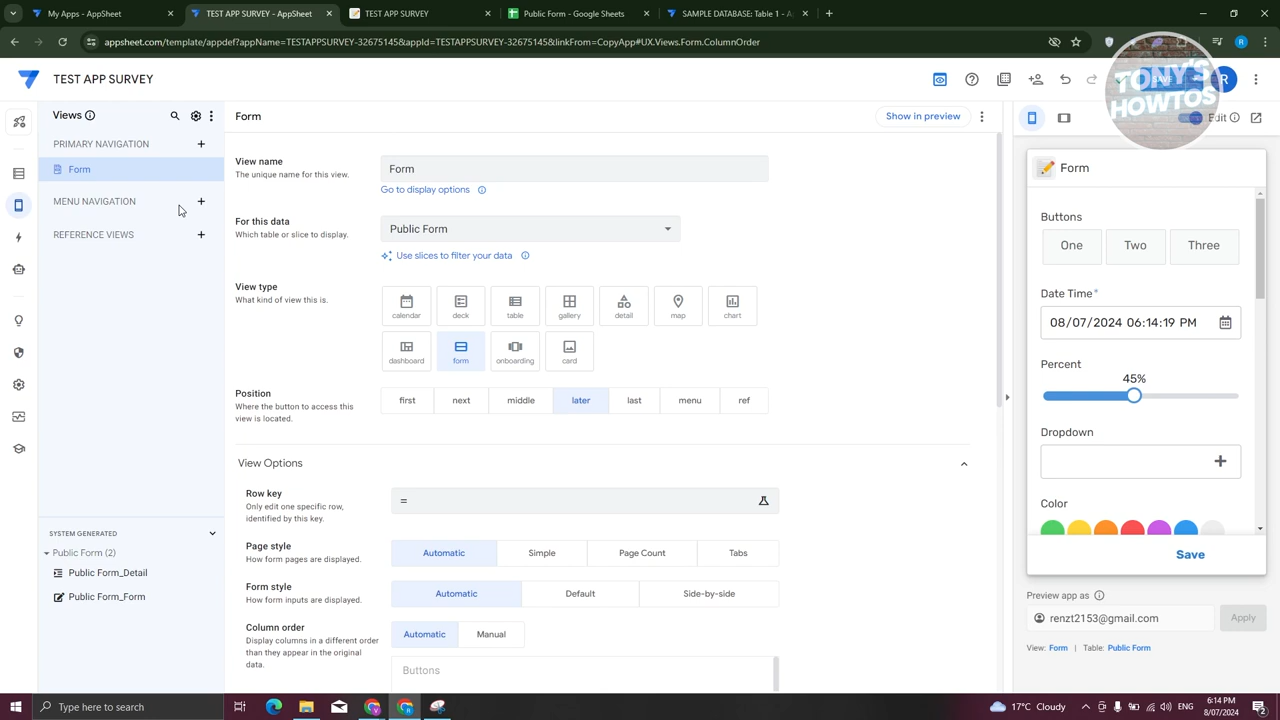 My Apps - AppSheet
TEST APP SURVEY - AppSheet
TEST APP SURVEY
Public Form - Google Sheets
SAMPLE DATABASE: Table 1 - A
appsheet.com/template/appdef?appName=TESTAPPSURVEY-32675145&appId=TESTAPPSURVEY-32675145&linkFrom=CopyApp#UX.Views.Form.ColumnOrder
R
TEST APP SURVEY
SAVE
R
TONY'S
HOWTOS
Views
Form
Show in preview
Edit
PRIMARY NAVIGATION
Form
MENU NAVIGATION
REFERENCE VIEWS
SYSTEM GENERATED
Public Form (2)
Public Form_Detail
Public Form_Form
View name
The unique name for this view.
Form
Go to display options
For this data
Which table or slice to display.
Public Form
Use slices to filter your data
View type
What kind of view this is.
calendar
deck
table
gallery
detail
map
chart
dashboard
form
onboarding
card
Position
Where the button to access this
view is located.
first
next
middle
later
last
menu
ref
View Options
Row key
Only edit one specific row,
identified by this key.
=
Page style
How form pages are displayed.
Automatic
Simple
Page Count
Tabs
Form style
How form inputs are displayed.
Automatic
Default
Side-by-side
Column order
Display columns in a different order
than they appear in the original
data.
Automatic
Manual
Buttons
Form
Buttons
One
Two
Three
Date Time*
08/07/2024 06:14:19 PM
Percent
45%
Dropdown
Color
Save
Preview app as
renzt2153@gmail.com
Apply
View: Form | Table: Public Form
Type here to search
17°C Cloudy
6:14 PM
8/07/2024